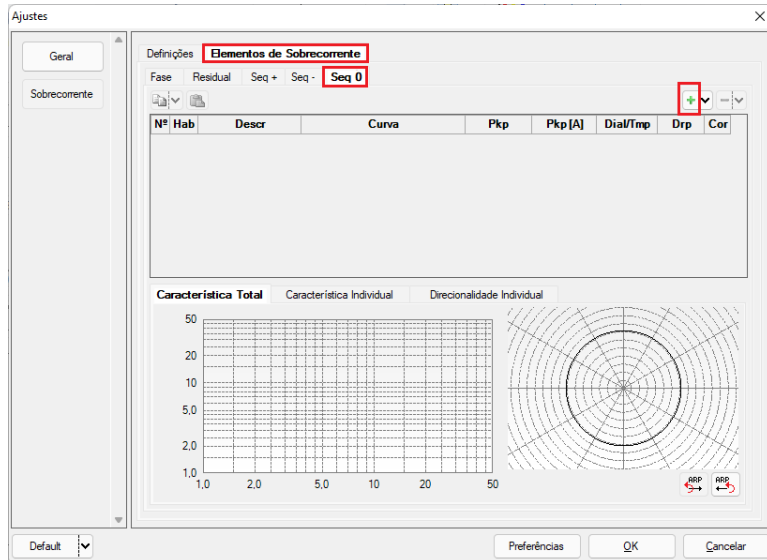 Ajustes
Geral
Sobrecorrente
Definições Elementos de Sobrecorrente
Fase Residual Seq + Seq - Seq 0
Nº Hab Descr Curva Pkp Pkp[A] Dial/Tmp Drp Cor
Característica Total Característica Individual Direcionalidade Individual
50
20
10
5,0
2,0
1,0
1,0 2,0 5,0 10 20 50
ARP ARP
Default Preferências OK Cancelar